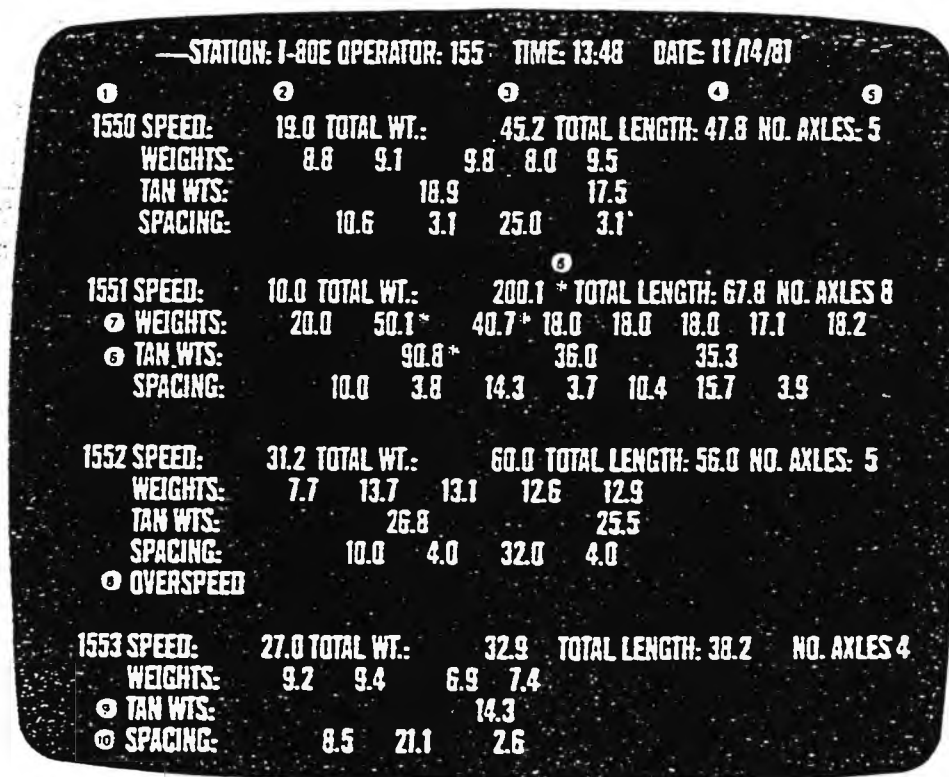 —STATION: I-80E OPERATOR: 155 TIME: 13:48 DATE: 11/14/81
1 2 3 4 5
1550 SPEED: 19.0 TOTAL WT.: 45.2 TOTAL LENGTH: 47.8 NO. AXLES: 5
WEIGHTS: 8.8 9.1 9.8 8.0 9.5
TAN WTS: 18.9 17.5
SPACING: 10.6 3.1 25.0 3.1
6
1551 SPEED: 10.0 TOTAL WT.: 200.1 * TOTAL LENGTH: 67.8 NO. AXLES 8
7 WEIGHTS: 20.0 50.1* 40.7* 18.0 18.0 18.0 17.1 18.2
6 TAN WTS: 90.8* 36.0 35.3
SPACING: 10.0 3.8 14.3 3.7 10.4 15.7 3.9
1552 SPEED: 31.2 TOTAL WT.: 60.0 TOTAL LENGTH: 56.0 NO. AXLES: 5
WEIGHTS: 7.7 13.7 13.1 12.6 12.9
TAN WTS: 26.8 25.5
SPACING: 10.0 4.0 32.0 4.0
8 OVERSPEED
1553 SPEED: 27.0 TOTAL WT.: 32.9 TOTAL LENGTH: 38.2 NO. AXLES 4
WEIGHTS: 9.2 9.4 6.9 7.4
9 TAN WTS: 14.3
10 SPACING: 8.5 21.1 2.6